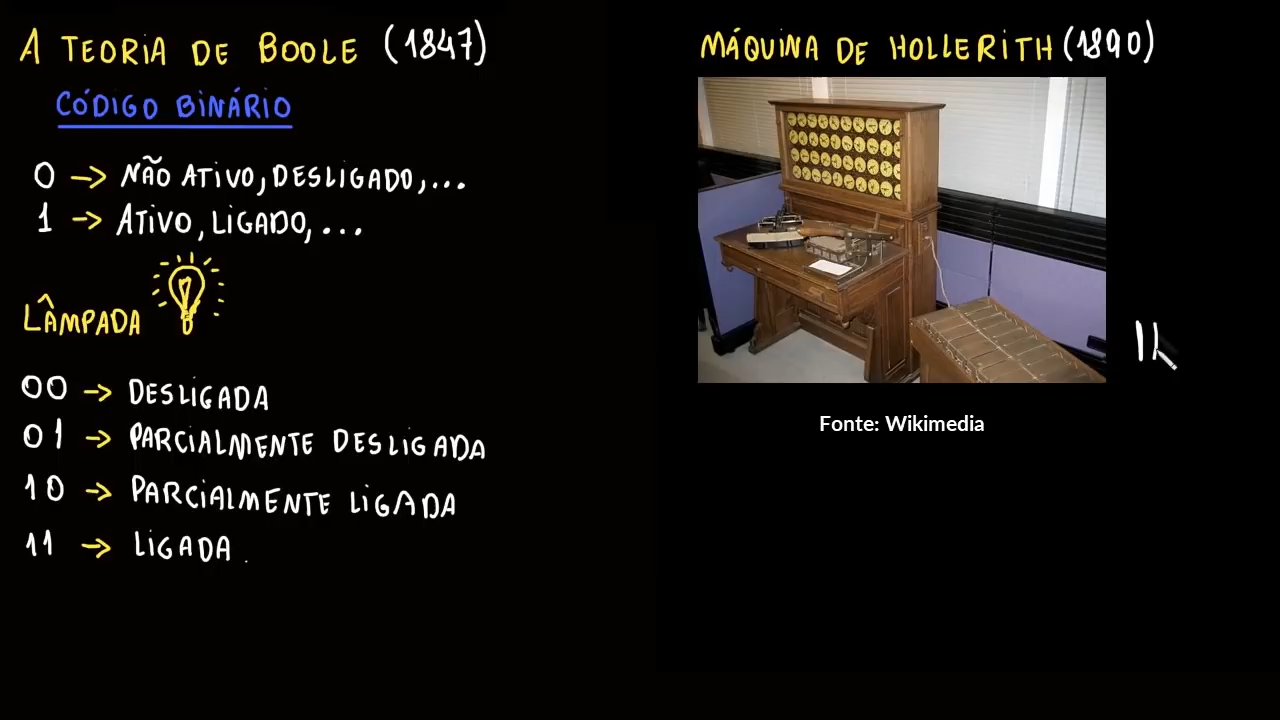 A TEORIA DE BOOLE (1847)
CÓDIGO BINÁRIO
0 → NÃO ATIVO, DESLIGADO, ...
1 → ATIVO, LIGADO, ...
LÂMPADA
00 → DESLIGADA
01 → PARCIALMENTE DESLIGADA
10 → PARCIALMENTE LIGADA
11 → LIGADA.
MÁQUINA DE HOLLERITH (1890)
Fonte: Wikimedia